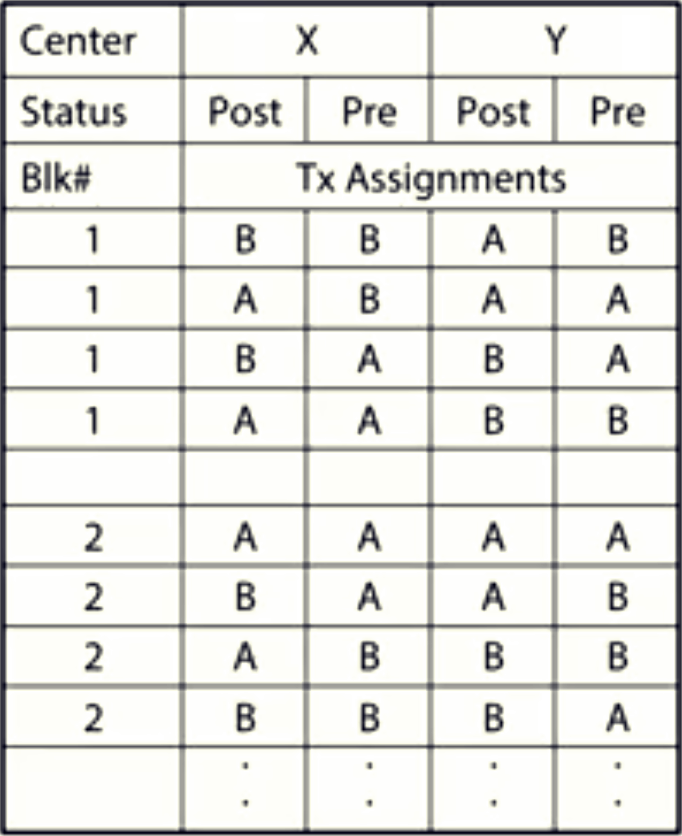 Center X Y
Status Post Pre Post Pre
Blk# Tx Assignments
1 B B A B
1 A B A A
1 B A B A
1 A A B B
2 A A A A
2 B A A B
2 A B B B
2 B B B A
: : : :